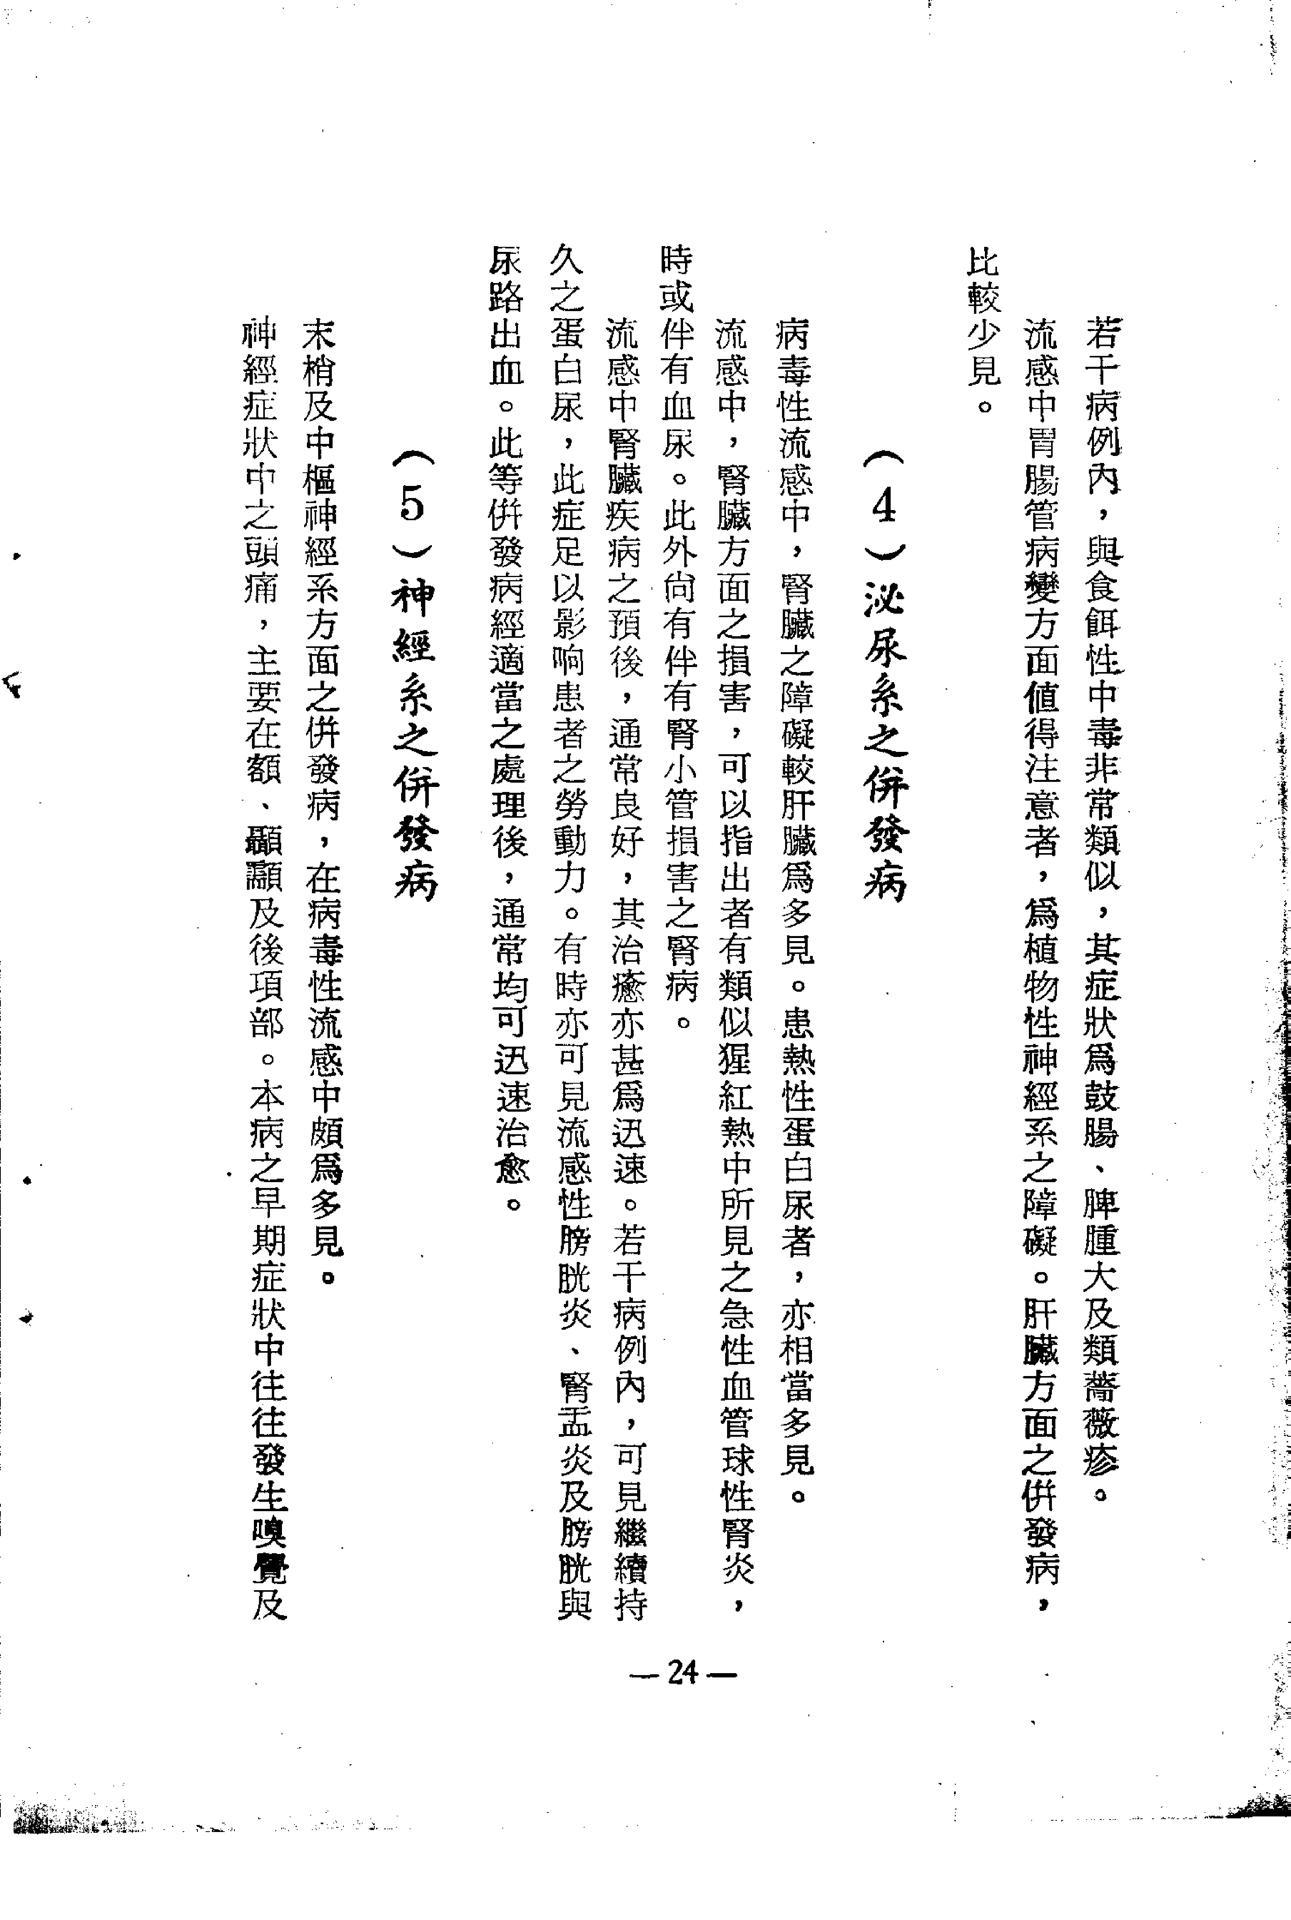 若干病例內，與食餌性中毒非常類似，其症狀爲鼓腸、脾腫大及類薔薇疹。
流感中胃腸管病變方面値得注意者，爲植物性神經系之障礙。肝臟方面之併發病，
比較少見。
（4）泌尿系之併發病
病毒性流感中，腎臟之障礙較肝臟爲多見。患熱性蛋白尿者，亦相當多見。
流感中，腎臟方面之損害，可以指出者有類似猩紅熱中所見之急性血管球性腎炎，
時或伴有血尿。此外尙有伴有腎小管損害之腎病。
流感中腎臟疾病之預後，通常良好，其治癒亦甚爲迅速。若干病例內，可見繼續持
久之蛋白尿，此症足以影响患者之勞動力。有時亦可見流感性膀胱炎、腎盂炎及膀胱與
尿路出血。此等併發病經適當之處理後，通常均可迅速治愈。
（5）神經系之併發病
末梢及中樞神經系方面之併發病，在病毒性流感中頗爲多見。
神經症狀中之頭痛，主要在額、顳顬及後項部。本病之早期症狀中往往發生嗅覺及
—24—